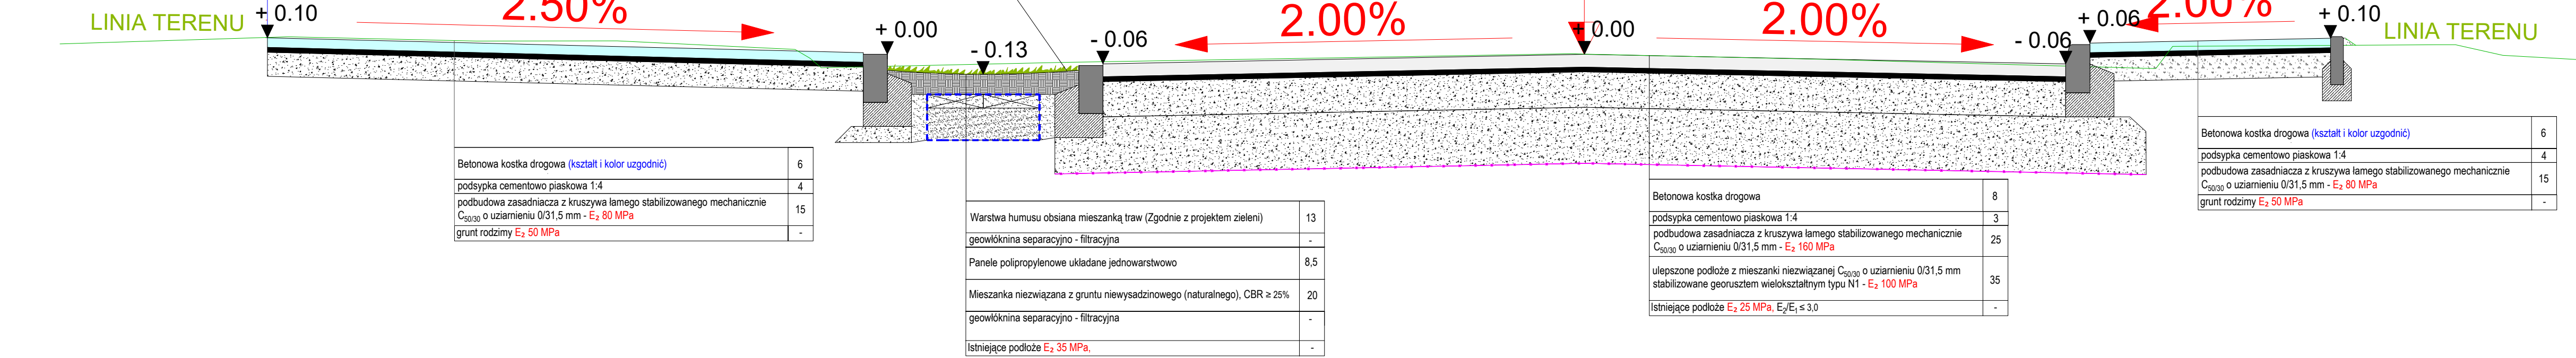 LINIA TERENU
+ 0.10
2.50%
+ 0.00
- 0.13
- 0.06
2.00%
+ 0.00
2.00%
- 0.06
+ 0.06
2.00%
+ 0.10
LINIA TERENU
Betonowa kostka drogowa (kształt i kolor uzgodnić) 6
podsypka cementowo piaskowa 1:4 4
podbudowa zasadniacza z kruszywa łamego stabilizowanego mechanicznie
C50/30 o uziarnieniu 0/31,5 mm - E₂ 80 MPa 15
grunt rodzimy E₂ 50 MPa -
Warstwa humusu obsiana mieszanką traw (Zgodnie z projektem zieleni) 13
geowłóknina separacyjno - filtracyjna -
Panele polipropylenowe układane jednowarstwowo 8,5
Mieszanka niezwiązana z gruntu niewysadzinowego (naturalnego), CBR ≥ 25% 20
geowłóknina separacyjno - filtracyjna -
Istniejące podłoże E₂ 35 MPa, -
Betonowa kostka drogowa 8
podsypka cementowo piaskowa 1:4 3
podbudowa zasadniacza z kruszywa łamego stabilizowanego mechanicznie
C50/30 o uziarnieniu 0/31,5 mm - E₂ 160 MPa 25
ulepszone podłoże z mieszanki niezwiązanej C50/30 o uziarnieniu 0/31,5 mm
stabilizowane georusztem wielokształtnym typu N1 - E₂ 100 MPa 35
Istniejące podłoże E₂ 25 MPa, E₂/E₁ ≤ 3,0 -
Betonowa kostka drogowa (kształt i kolor uzgodnić) 6
podsypka cementowo piaskowa 1:4 4
podbudowa zasadniacza z kruszywa łamego stabilizowanego mechanicznie
C50/30 o uziarnieniu 0/31,5 mm - E₂ 80 MPa 15
grunt rodzimy E₂ 50 MPa -